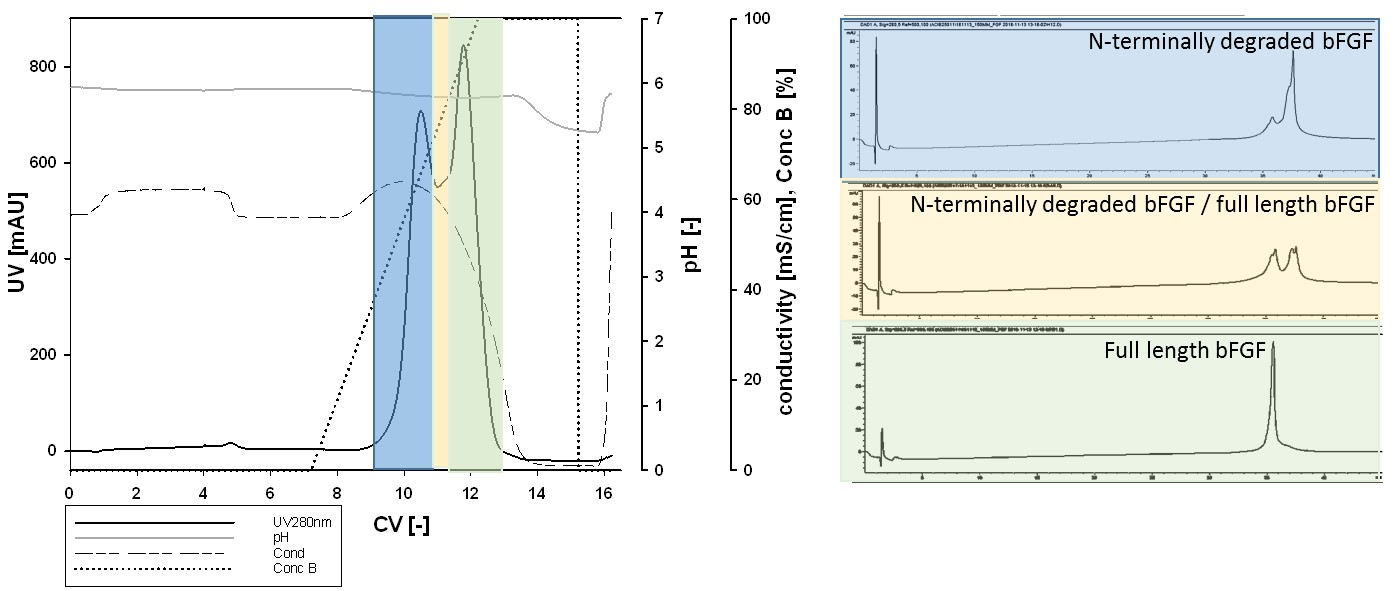 UV [mAU]
800
600
400
200
0
0 2 4 6 8 10 12 14 16
CV [-]
7
6
5
4
3
2
1
0
pH [-]
100
80
60
40
20
0
conductivity [mS/cm], Conc B [%]
UV280nm
pH
Cond
Conc B
N-terminally degraded bFGF
N-terminally degraded bFGF / full length bFGF
Full length bFGF